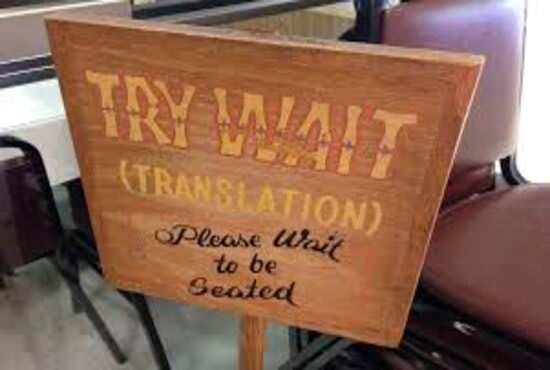 TRY WAIT
(TRANSLATION)
Please Wait
to be
Seated